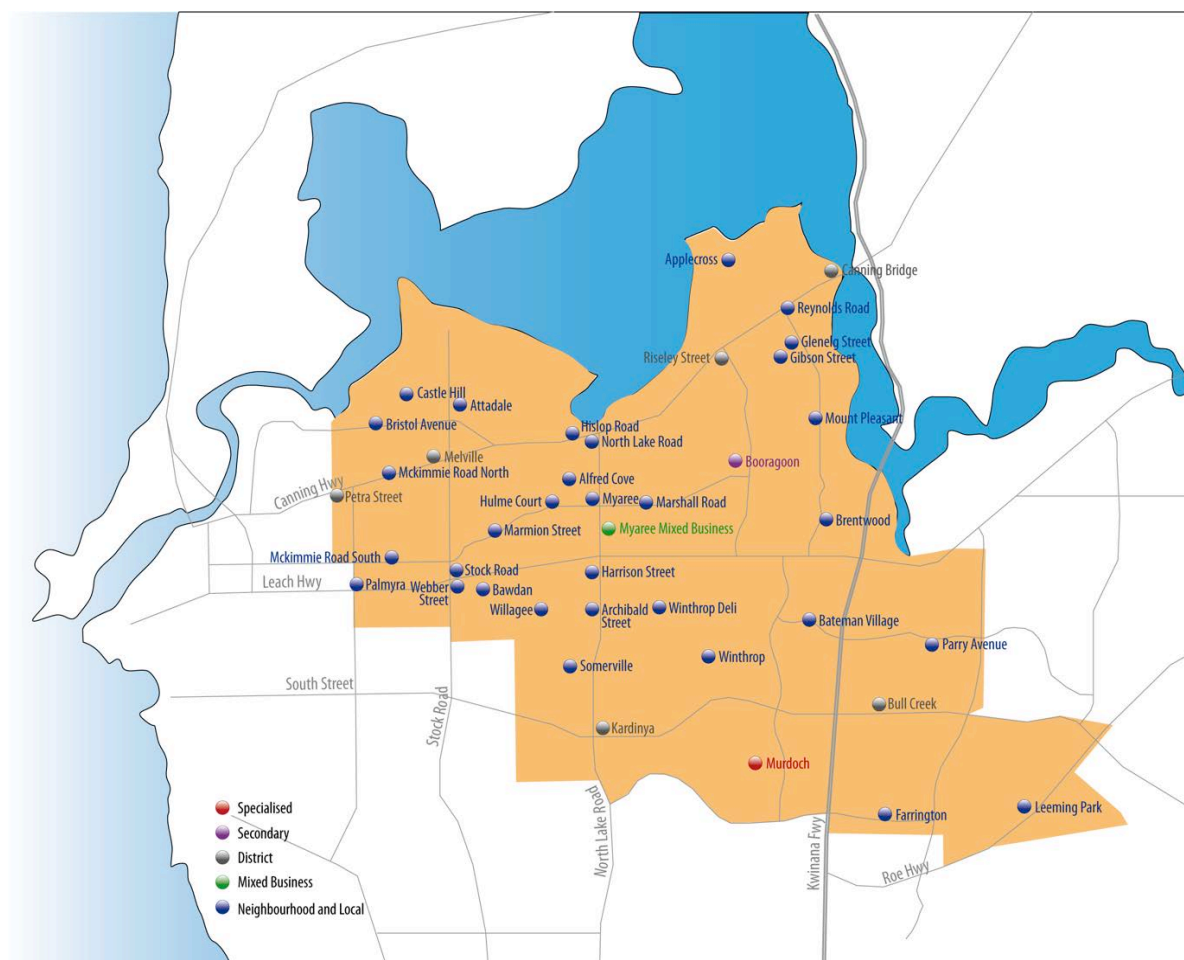 Applecross
Canning Bridge
Reynolds Road
Glenelg Street
Riseley Street
Gibson Street
Castle Hill
Attadale
Mount Pleasant
Bristol Avenue
Hislop Road
North Lake Road
Melville
Booragoon
Mckimmie Road North
Alfred Cove
Canning Hwy
Petra Street
Hulme Court
Myaree
Marshall Road
Marmion Street
Myaree Mixed Business
Brentwood
Mckimmie Road South
Stock Road
Harrison Street
Leach Hwy
Palmyra
Webber
Street
Bawdan
Willagee
Archibald
Street
Winthrop Deli
Bateman Village
Parry Avenue
Somerville
Winthrop
South Street
Stock Road
Bull Creek
Kardinya
Murdoch
North Lake Road
Kwinana Fwy
Farrington
Leeming Park
Roe Hwy
Specialised
Secondary
District
Mixed Business
Neighbourhood and Local